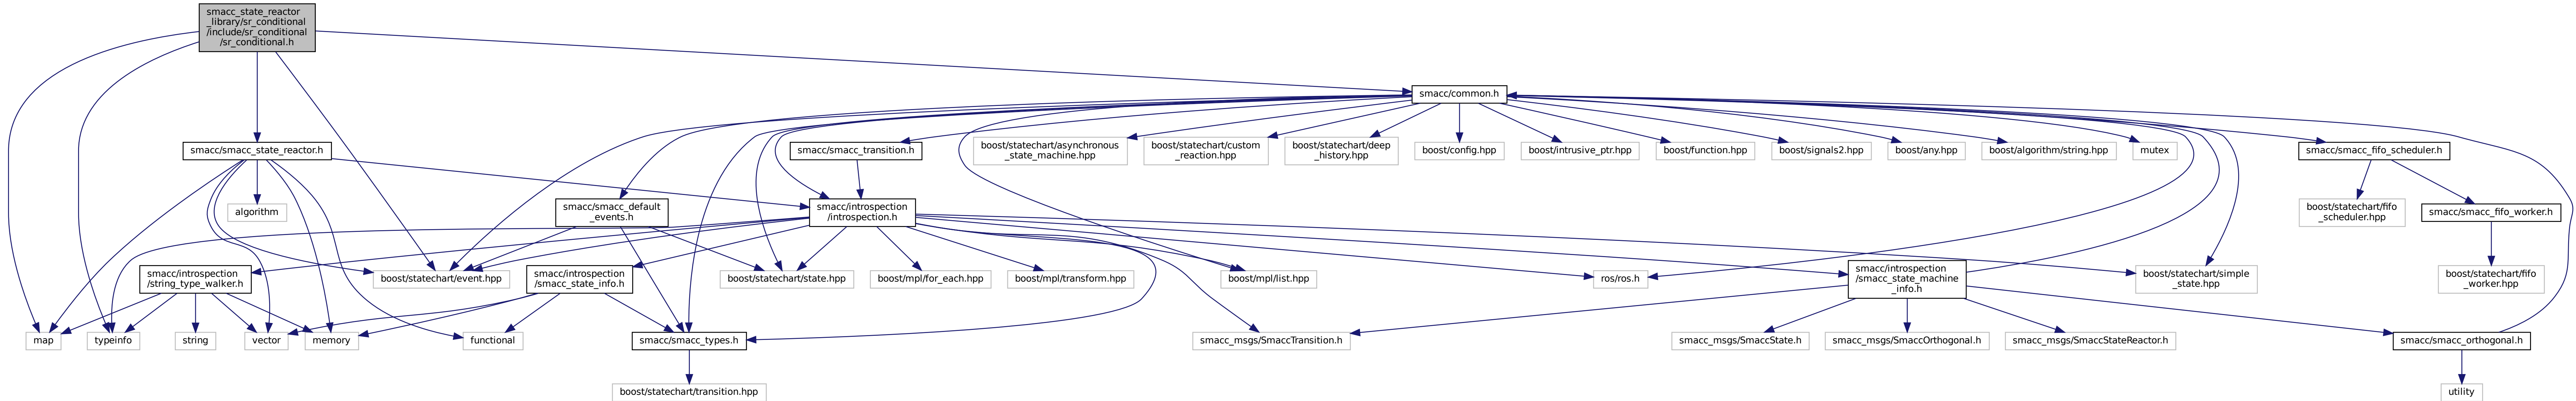 smacc_state_reactor
_library/sr_conditional
/include/sr_conditional
/sr_conditional.h
smacc/common.h
smacc/smacc_state_reactor.h
smacc/smacc_transition.h
boost/statechart/asynchronous
_state_machine.hpp
boost/statechart/custom
_reaction.hpp
boost/statechart/deep
_history.hpp
boost/config.hpp
boost/intrusive_ptr.hpp
boost/function.hpp
boost/signals2.hpp
boost/any.hpp
boost/algorithm/string.hpp
mutex
smacc/smacc_fifo_scheduler.h
algorithm
smacc/smacc_default
_events.h
smacc/introspection
/introspection.h
boost/statechart/fifo
_scheduler.hpp
smacc/smacc_fifo_worker.h
smacc/introspection
/string_type_walker.h
boost/statechart/event.hpp
smacc/introspection
/smacc_state_info.h
boost/statechart/state.hpp
boost/mpl/for_each.hpp
boost/mpl/transform.hpp
boost/mpl/list.hpp
ros/ros.h
smacc/introspection
/smacc_state_machine
_info.h
boost/statechart/simple
_state.hpp
boost/statechart/fifo
_worker.hpp
map
typeinfo
string
vector
memory
functional
smacc/smacc_types.h
smacc_msgs/SmaccTransition.h
smacc_msgs/SmaccState.h
smacc_msgs/SmaccOrthogonal.h
smacc_msgs/SmaccStateReactor.h
smacc/smacc_orthogonal.h
boost/statechart/transition.hpp
utility